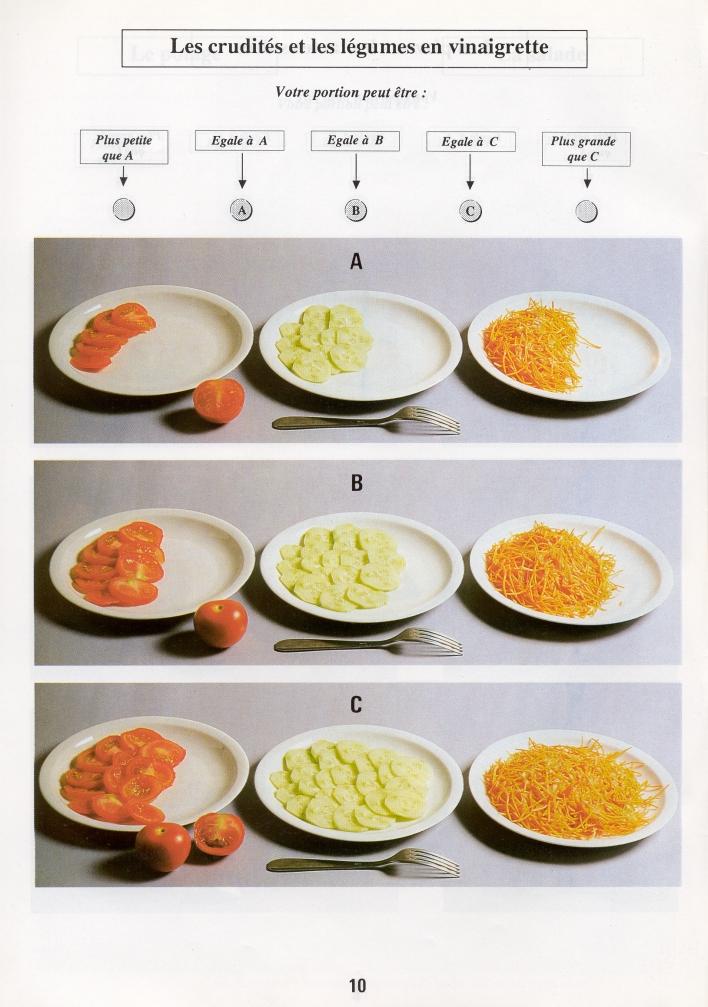 Les crudités et les légumes en vinaigrette
Votre portion peut être :
Plus petite
que A
Egale à A
Egale à B
Egale à C
Plus grande
que C
A
B
C
A
B
C
10